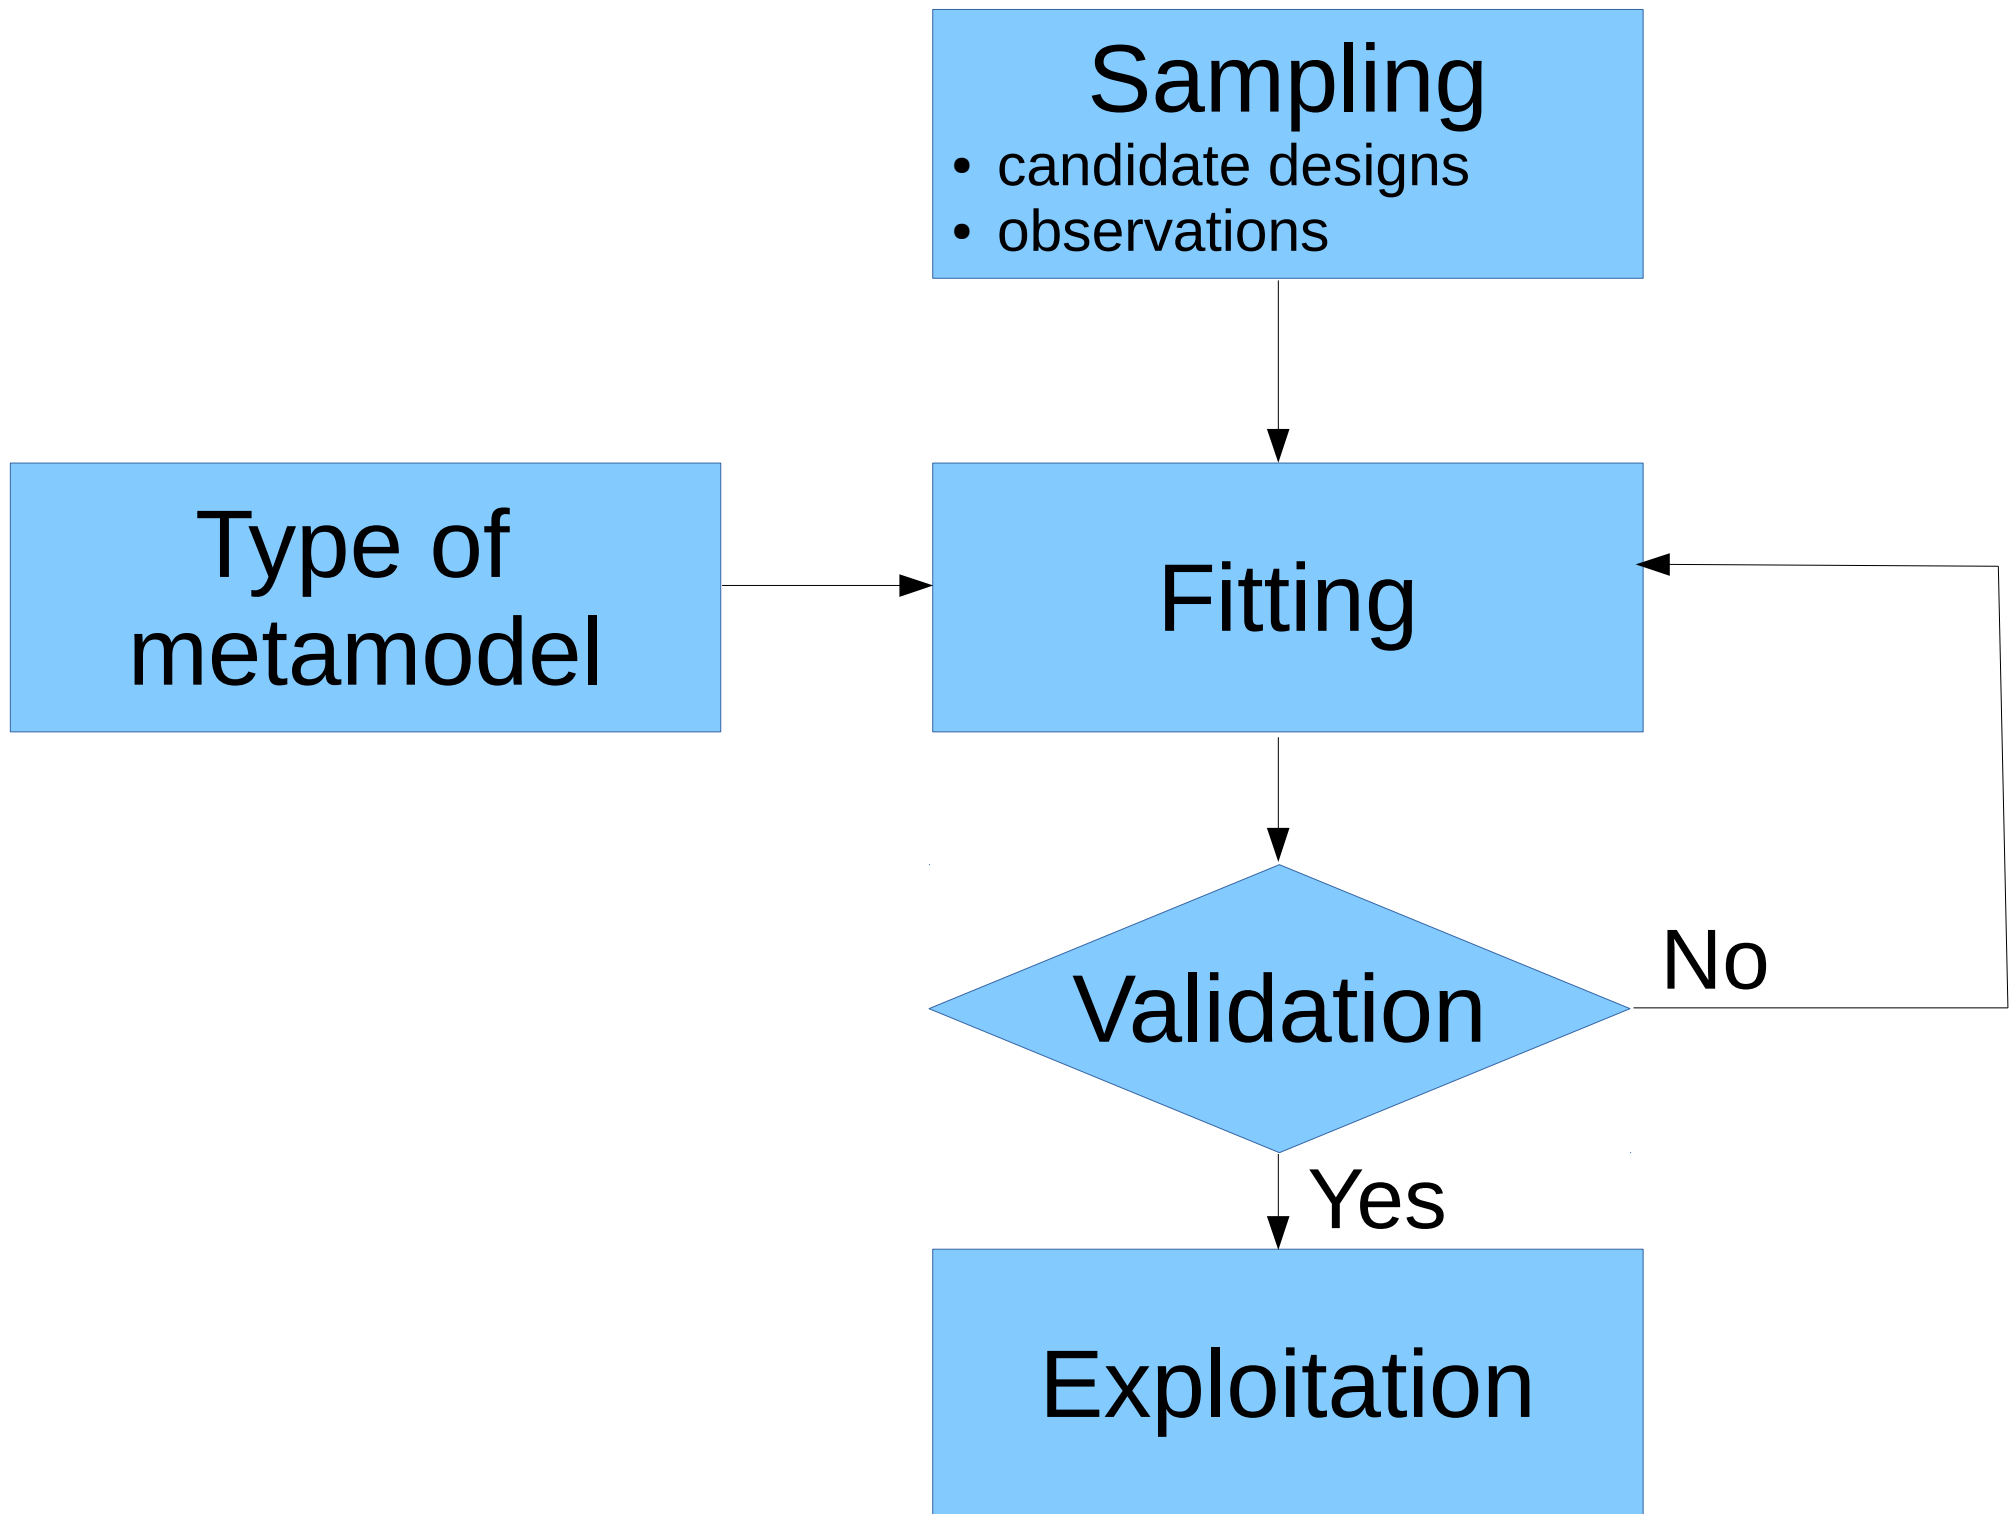 Sampling
• candidate designs
• observations
Type of
metamodel
Fitting
Validation
No
Yes
Exploitation